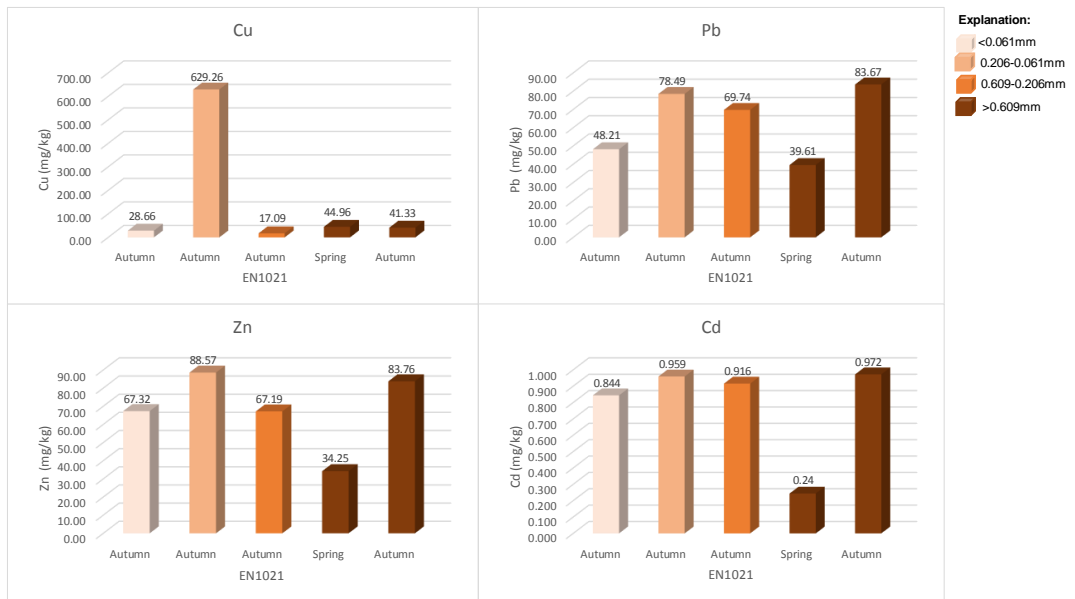 Cu
Cu (mg/kg)
700.00
600.00
500.00
400.00
300.00
200.00
100.00
0.00
28.66
629.26
17.09
44.96
41.33
Autumn Autumn Autumn Spring Autumn
EN1021
Pb
Pb (mg/kg)
90.00
80.00
70.00
60.00
50.00
40.00
30.00
20.00
10.00
0.00
48.21
78.49
69.74
39.61
83.67
Autumn Autumn Autumn Spring Autumn
EN1021
Explanation:
<0.061mm
0.206-0.061mm
0.609-0.206mm
>0.609mm
Zn
Zn (mg/kg)
90.00
80.00
70.00
60.00
50.00
40.00
30.00
20.00
10.00
0.00
67.32
88.57
67.19
34.25
83.76
Autumn Autumn Autumn Spring Autumn
EN1021
Cd
Cd (mg/kg)
1.000
0.900
0.800
0.700
0.600
0.500
0.400
0.300
0.200
0.100
0.000
0.844
0.959
0.916
0.24
0.972
Autumn Autumn Autumn Spring Autumn
EN1021